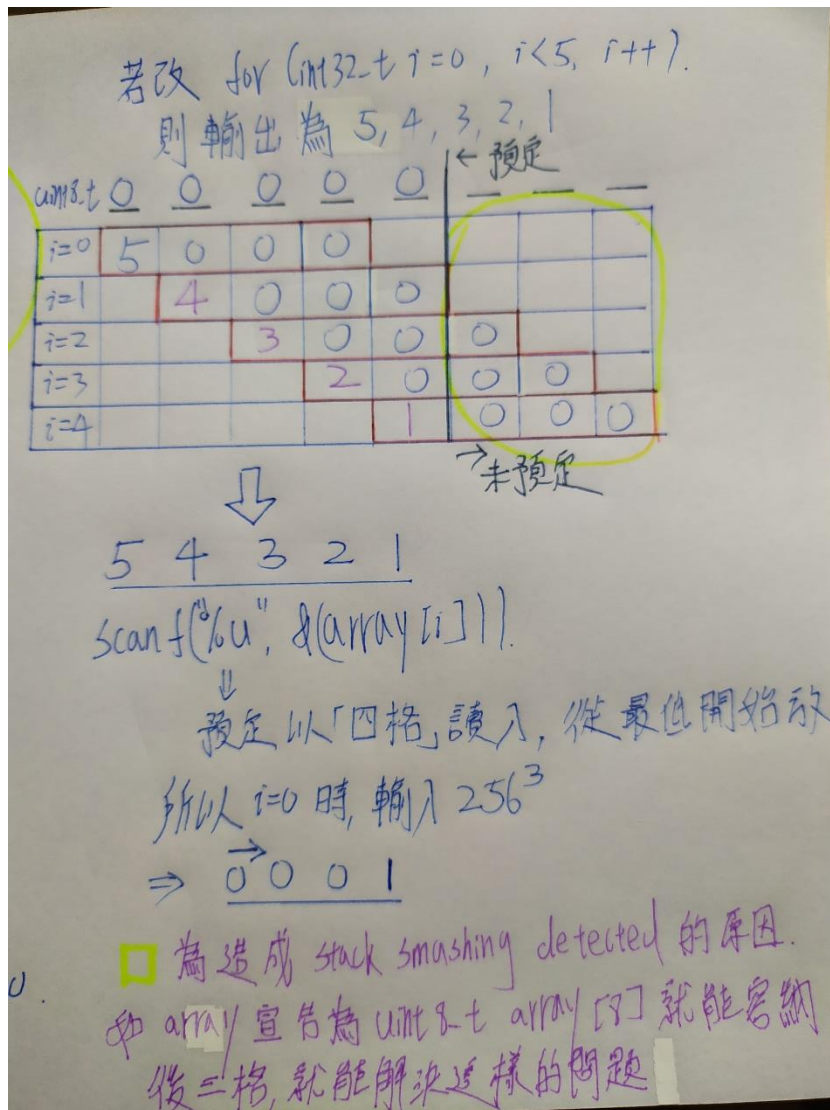 若改 for (int32_t i=0, i<5, i++).
則輸出為 5, 4, 3, 2, 1
← 預定
uint8_t 0 0 0 0 0 _ _ _
i=0 5 0 0 0
i=1 4 0 0 0
i=2 3 0 0 0
i=3 2 0 0 0
i=4 1 0 0 0
→未預定
5 4 3 2 1
scanf("%u", &(array[i])).
⇓
預定以「四格」讀入, 從最低開始放
所以 i=0 時, 輸入 256³
⇒ 0 0 0 1
為造成 stack smashing detected 的原因.
array 宣告為 uint8_t array[8] 就能容納
後三格, 就能解決這樣的問題